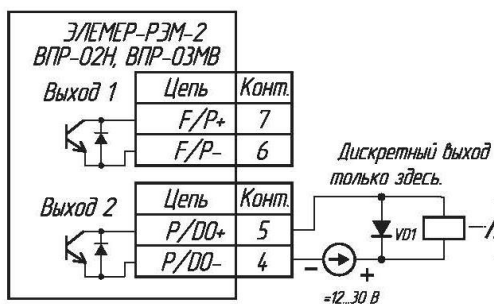 ЭЛЕМЕР-РЭМ-2
ВПР-02Н, ВПР-03МВ
Выход 1
Цепь Конт.
F/P+ 7
F/P- 6
Дискретный выход
только здесь.
Выход 2
Цепь Конт.
P/DO+ 5
P/DO- 4
VD1
- +
=12...30 В